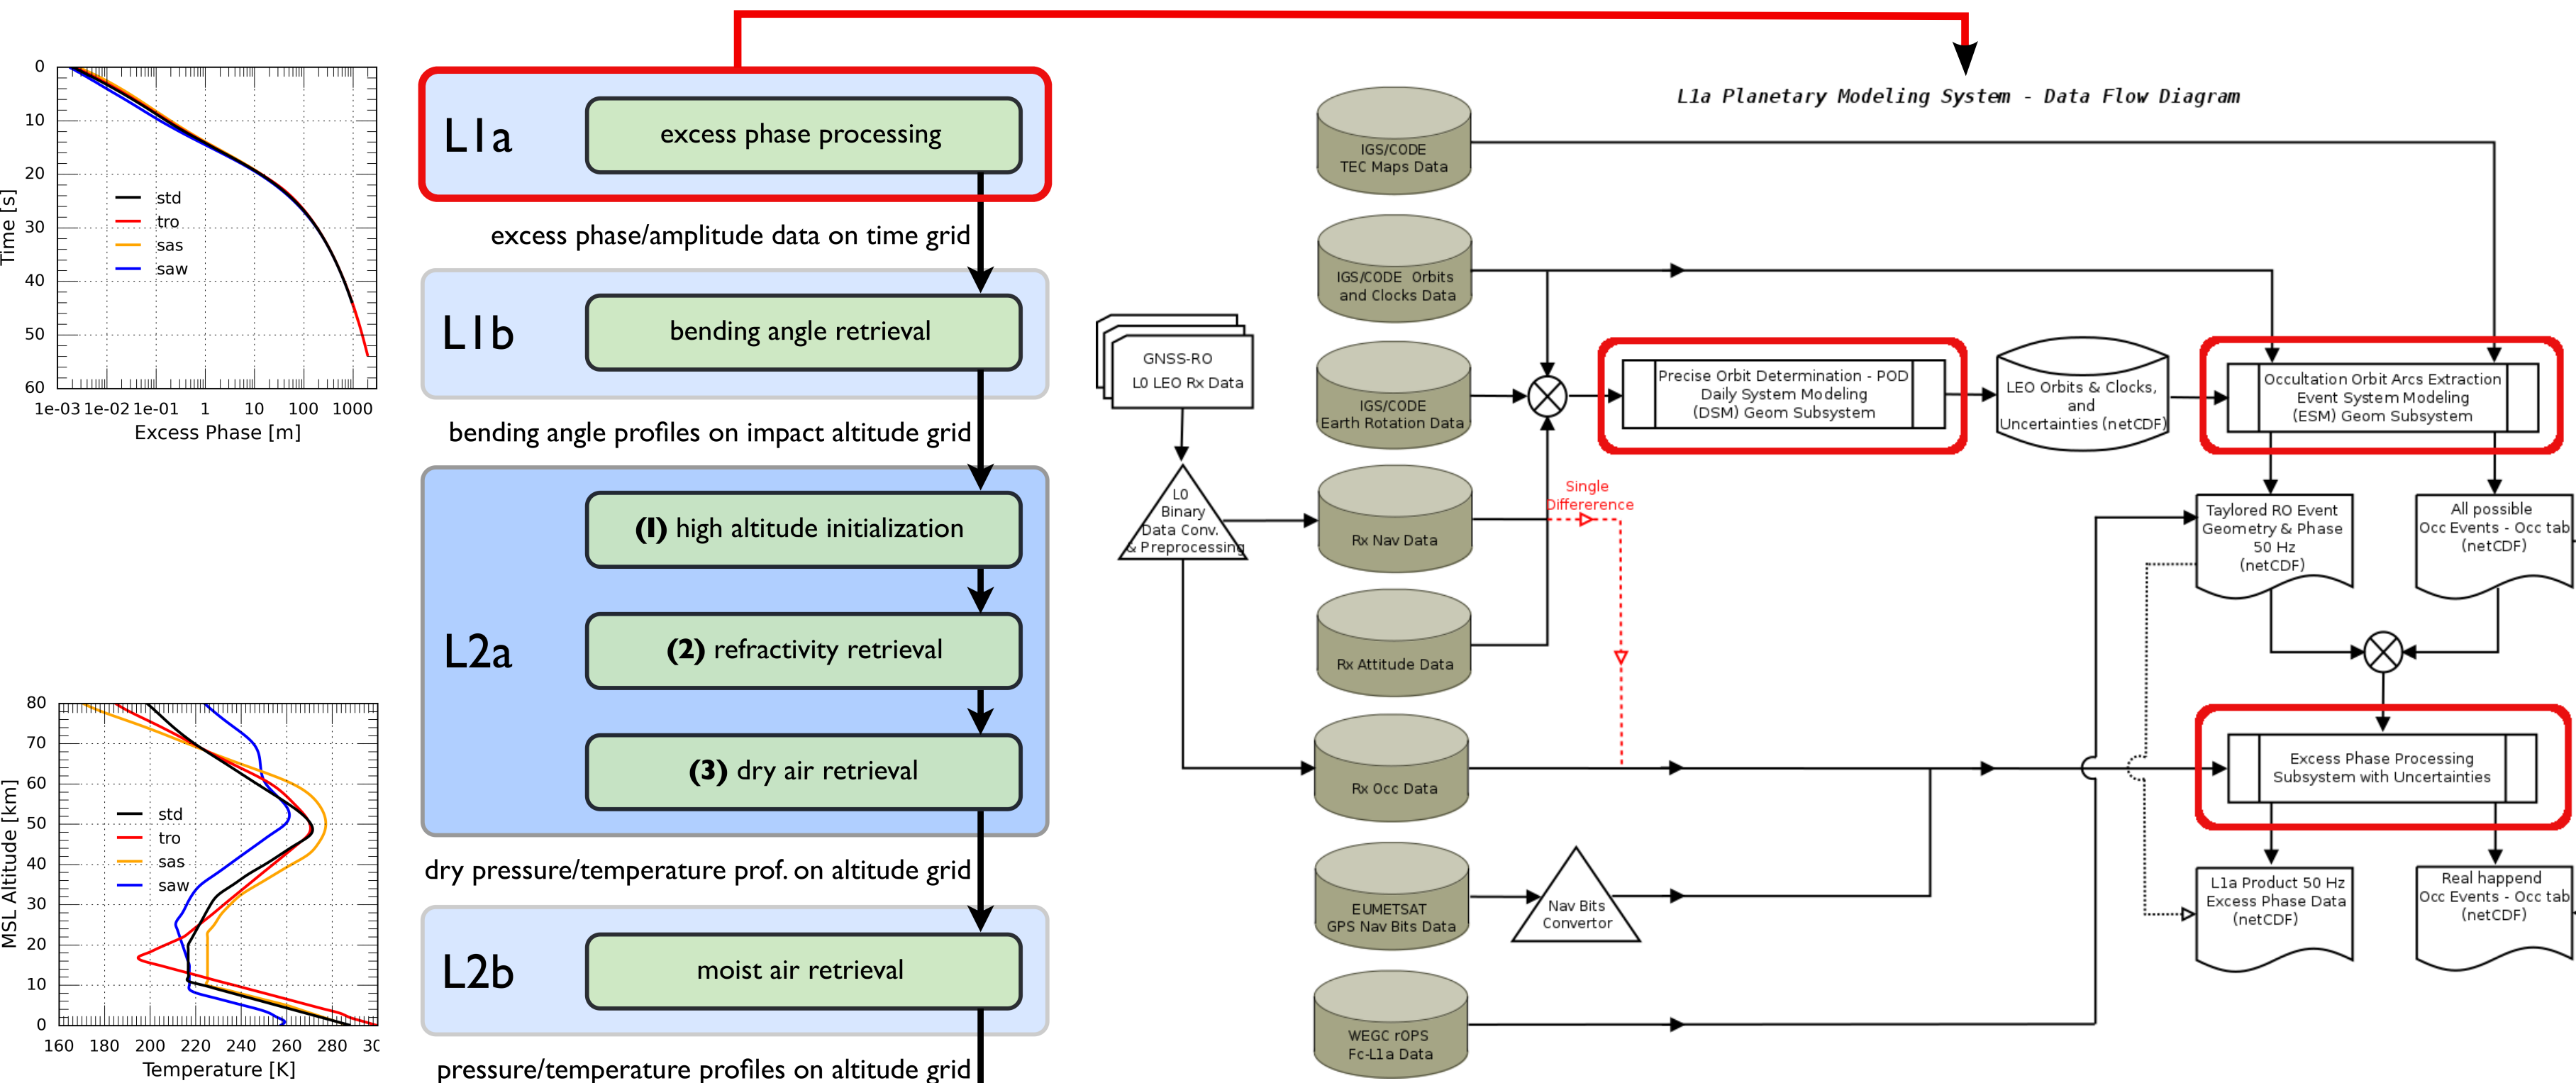 0
10
20
30
40
50
60
Time [s]
std
tro
sas
saw
1e-03 1e-02 1e-01 1 10 100 1000
Excess Phase [m]
80
70
60
50
40
30
20
10
0
MSL Altitude [km]
std
tro
sas
saw
160 180 200 220 240 260 280 30
Temperature [K]
L1a
excess phase processing
excess phase/amplitude data on time grid
L1b
bending angle retrieval
bending angle profiles on impact altitude grid
L2a
(1) high altitude initialization
(2) refractivity retrieval
(3) dry air retrieval
dry pressure/temperature prof. on altitude grid
L2b
moist air retrieval
pressure/temperature profiles on altitude grid
L1a Planetary Modeling System - Data Flow Diagram
IGS/CODE
TEC Maps Data
IGS/CODE Orbits
and Clocks Data
GNSS-RO
L0 LEO Rx Data
IGS/CODE
Earth Rotation Data
Precise Orbit Determination - POD
Daily System Modeling
(DSM) Geom Subsystem
LEO Orbits & Clocks,
and
Uncertainties (netCDF)
Occultation Orbit Arcs Extraction
Event System Modeling
(ESM) Geom Subsystem
L0
Binary
Data Conv.
& Preprocessing
Rx Nav Data
Single
Differerence
Taylored RO Event
Geometry & Phase
50 Hz
(netCDF)
All possible
Occ Events - Occ tab
(netCDF)
Rx Attitude Data
Rx Occ Data
Excess Phase Processing
Subsystem with Uncertainties
EUMETSAT
GPS Nav Bits Data
Nav Bits
Convertor
L1a Product 50 Hz
Excess Phase Data
(netCDF)
Real happend
Occ Events - Occ tab
(netCDF)
WEGC rOPS
Fc-L1a Data